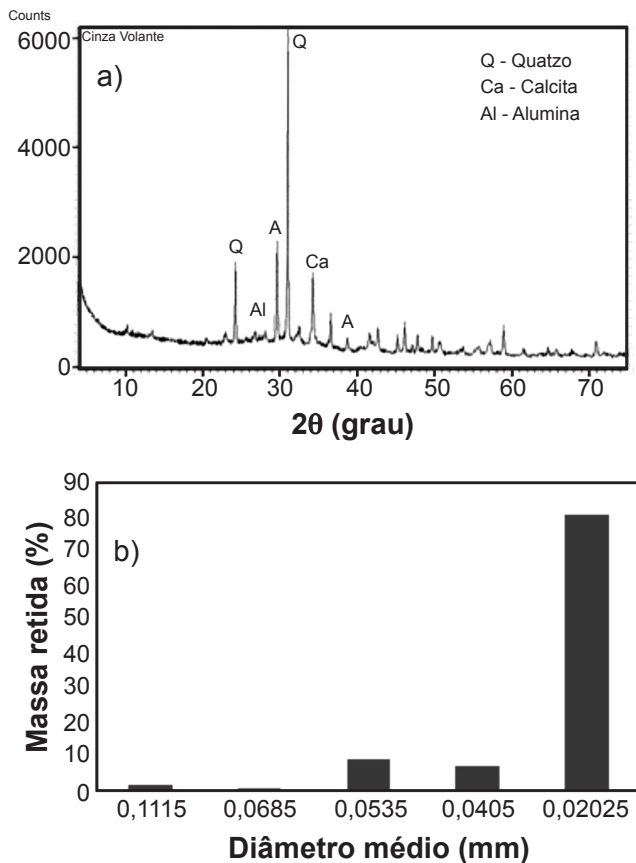 Counts
6000
Cinza Volante
a)
Q
Q - Quatzo
Ca - Calcita
Al - Alumina
4000
2000
Q
A
Ca
Al
A
0
10 20 30 40 50 60 70
2θ (grau)
90
80
70
60
50
40
30
20
10
0
Massa retida (%)
b)
0,1115 0,0685 0,0535 0,0405 0,02025
Diâmetro médio (mm)